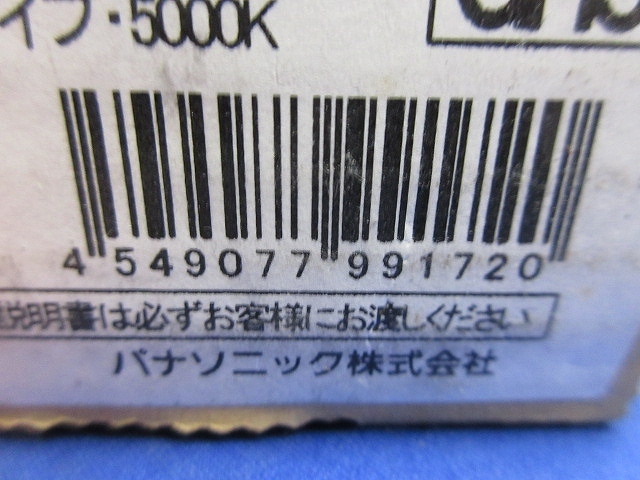 イプ・5000K
4 549077 991720
説明書は必ずお客様にお渡しください
パナソニック株式会社